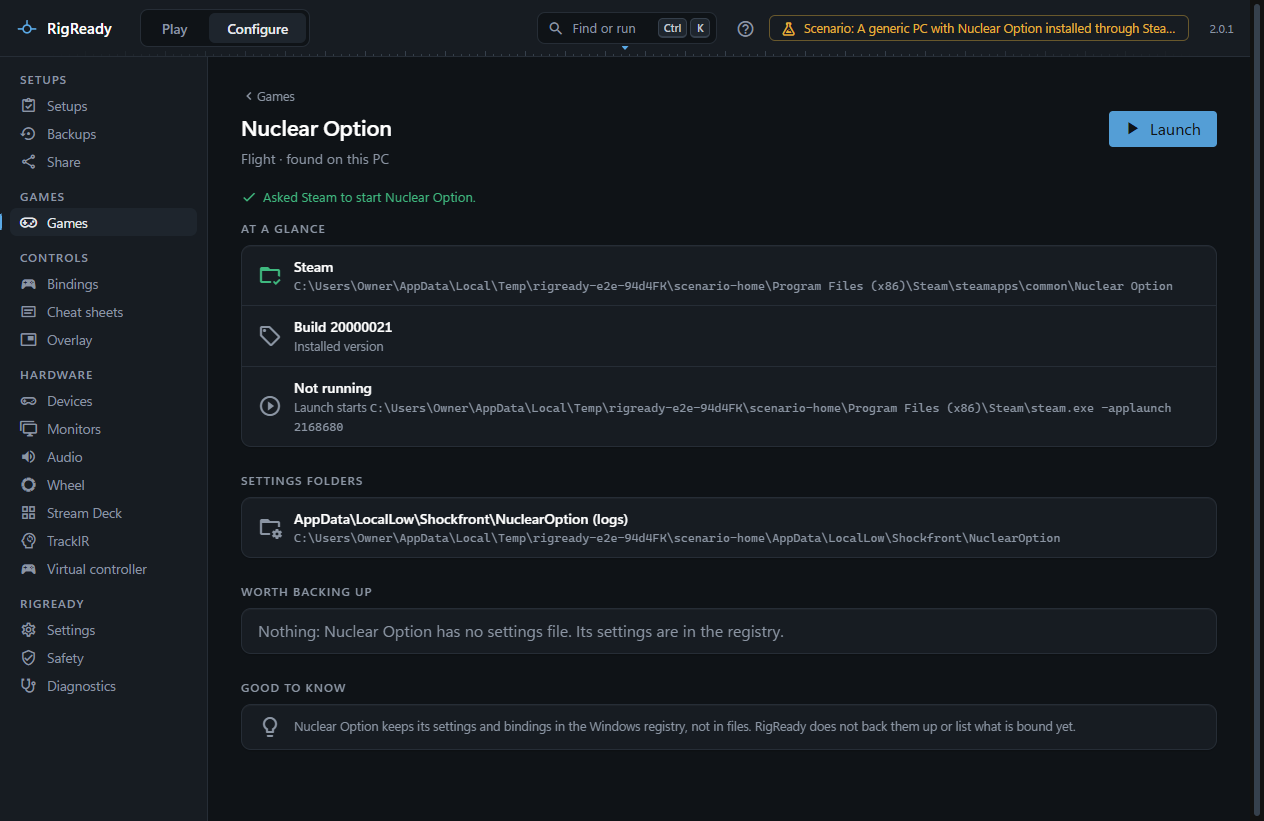 RigReady
Play
Configure
Find or run
Ctrl
K
Scenario: A generic PC with Nuclear Option installed through Stea...
2.0.1
SETUPS
Setups
Backups
Share
GAMES
Games
CONTROLS
Bindings
Cheat sheets
Overlay
HARDWARE
Devices
Monitors
Audio
Wheel
Stream Deck
TrackIR
Virtual controller
RIGREADY
Settings
Safety
Diagnostics
Games
Nuclear Option
Launch
Flight · found on this PC
Asked Steam to start Nuclear Option.
AT A GLANCE
Steam
C:\Users\Owner\AppData\Local\Temp\rigready-e2e-94d4FK\scenario-home\Program Files (x86)\Steam\steamapps\common\Nuclear Option
Build 20000021
Installed version
Not running
Launch starts C:\Users\Owner\AppData\Local\Temp\rigready-e2e-94d4FK\scenario-home\Program Files (x86)\Steam\steam.exe -applaunch
2168680
SETTINGS FOLDERS
AppData\LocalLow\Shockfront\NuclearOption (logs)
C:\Users\Owner\AppData\Local\Temp\rigready-e2e-94d4FK\scenario-home\AppData\LocalLow\Shockfront\NuclearOption
WORTH BACKING UP
Nothing: Nuclear Option has no settings file. Its settings are in the registry.
GOOD TO KNOW
Nuclear Option keeps its settings and bindings in the Windows registry, not in files. RigReady does not back them up or list what is bound yet.